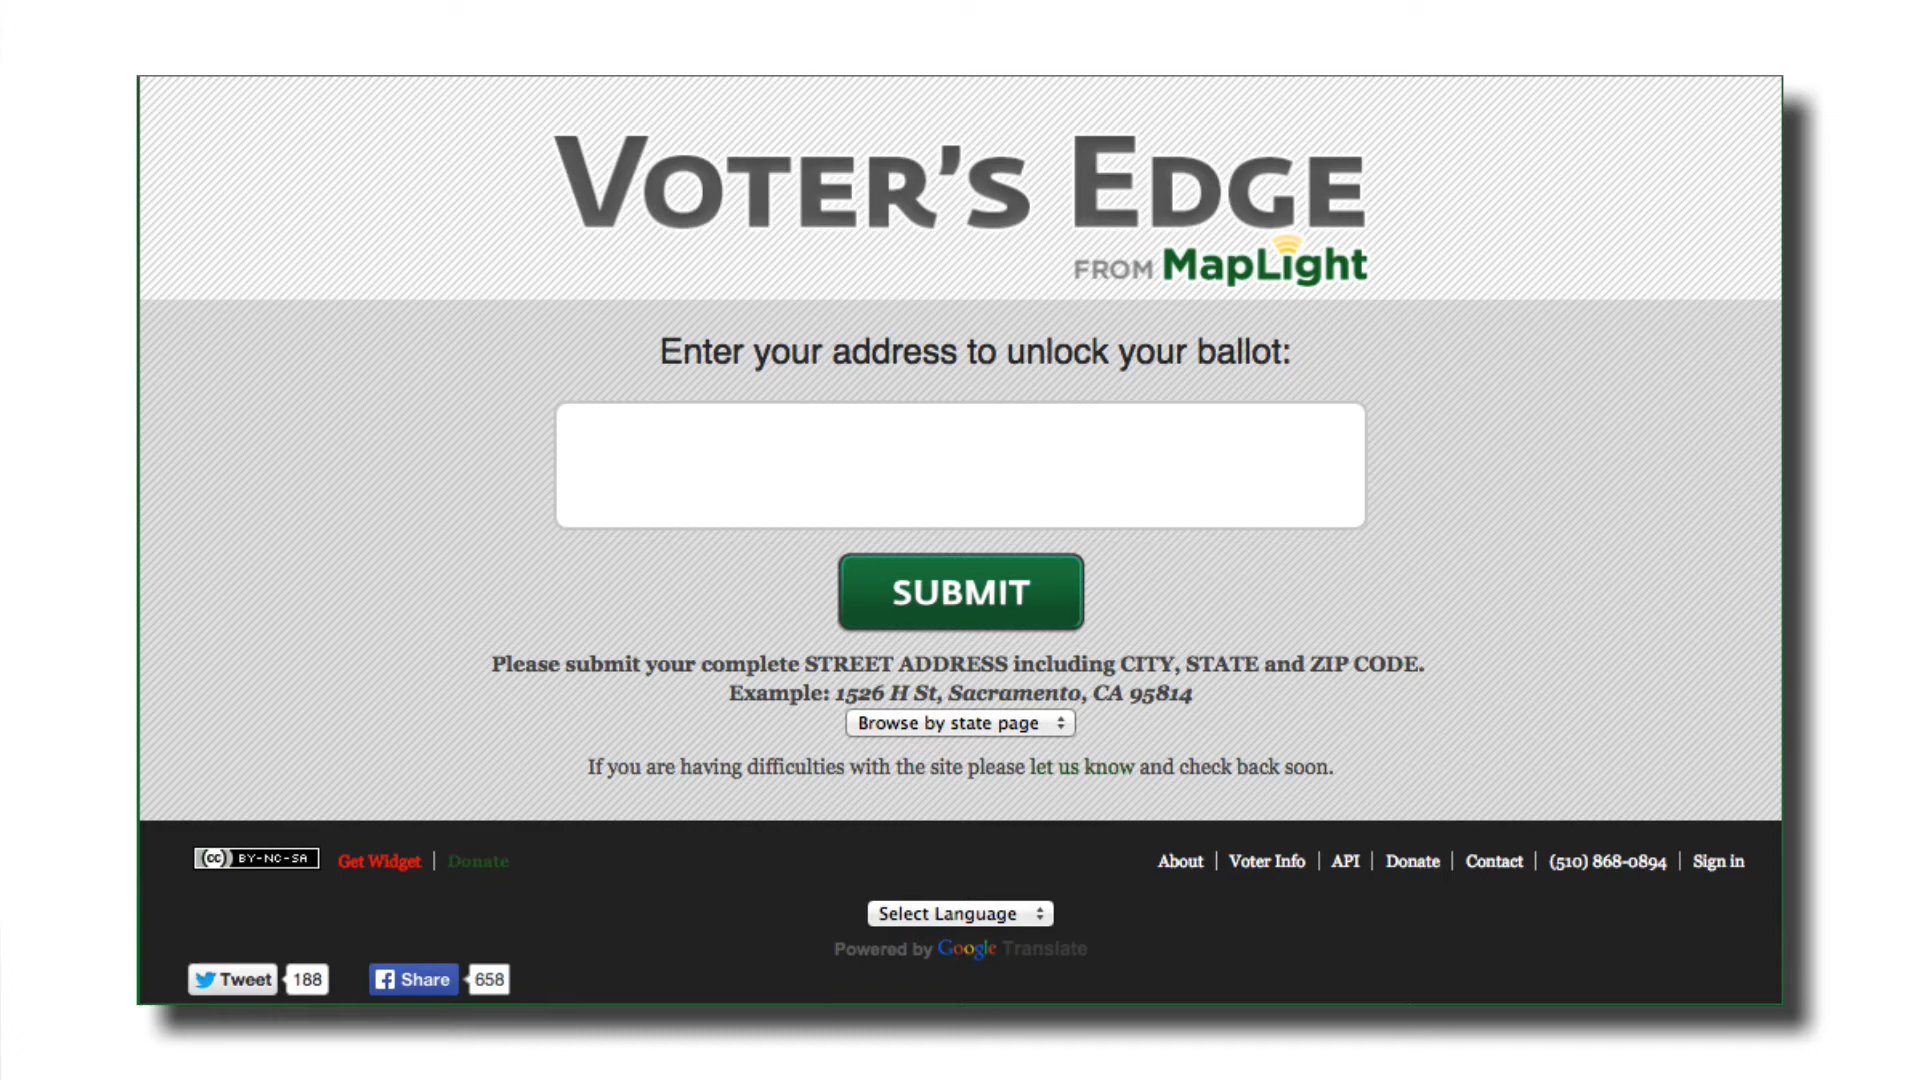 VOTER'S EDGE
FROM MapLight
Enter your address to unlock your ballot:
SUBMIT
Please submit your complete STREET ADDRESS including CITY, STATE and ZIP CODE.
Example: 1526 H St, Sacramento, CA 95814
Browse by state page
If you are having difficulties with the site please let us know and check back soon.
(cc) BY-NC-SA Get Widget | Donate About | Voter Info | API | Donate | Contact | (510) 868-0894 | Sign in
Select Language
Powered by Google Translate
Tweet 188 Share 658